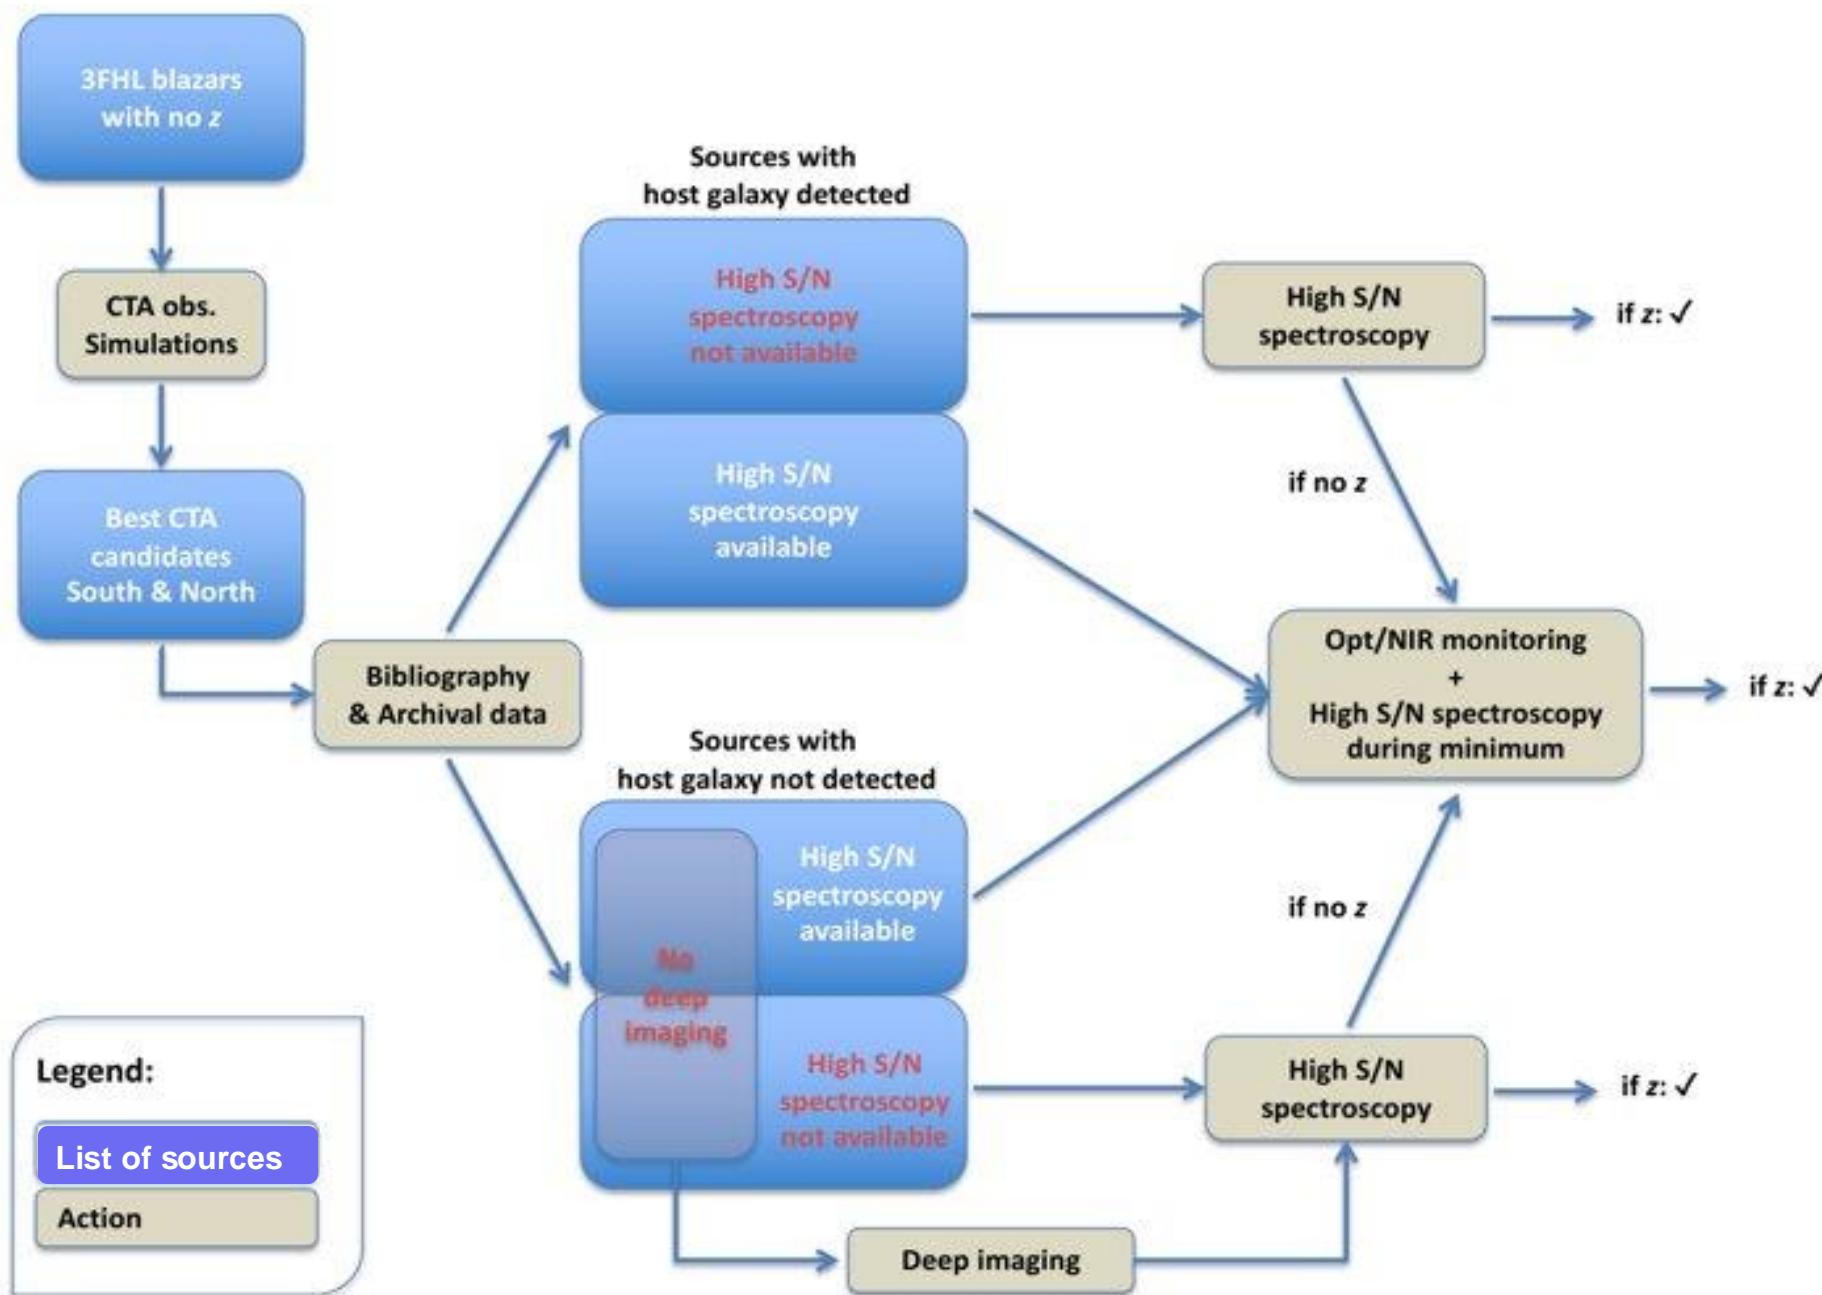 3FHL blazars
with no z
CTA obs.
Simulations
Best CTA
candidates
South & North
Bibliography
& Archival data
Sources with
host galaxy detected
High S/N
spectroscopy
not available
High S/N
spectroscopy
available
Sources with
host galaxy not detected
High S/N
spectroscopy
available
No
deep
imaging
High S/N
spectroscopy
not available
Deep imaging
High S/N
spectroscopy
if z: ✓
if no z
Opt/NIR monitoring
+
High S/N spectroscopy
during minimum
if z: ✓
if no z
High S/N
spectroscopy
if z: ✓
Legend:
List of sources
Action